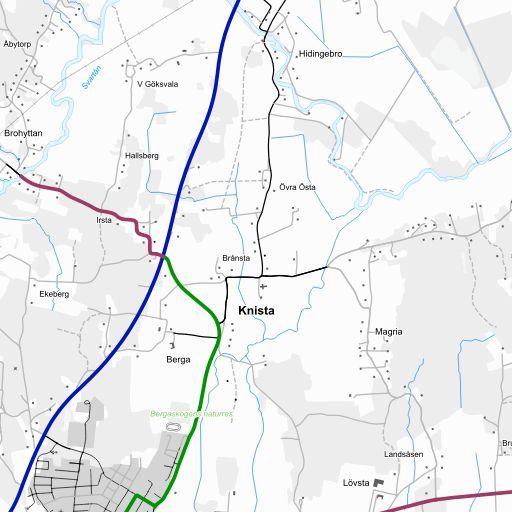 Hidingebro
Åbytorp
Svartån
V Göksvala
Brohyttan
Hallsberg
Övra Östa
Irsta
Brånsta
Ekeberg
Knista
Magria
Berga
Bergaskogens naturres.
Landsåsen
Lövsta